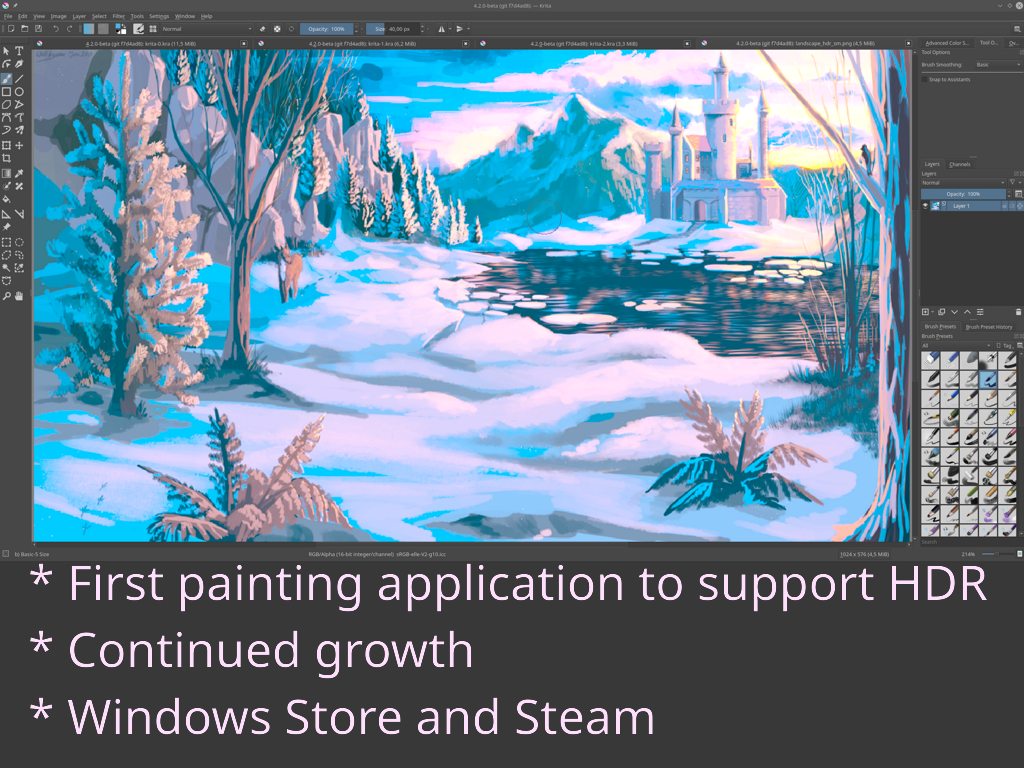 4.2.0-beta (git f7d4ad8): — Krita
File Edit View Image Layer Select Filter Tools Settings Window Help
Normal Opacity: 100% Size: 40,00 px
4.2.0-beta (git f7d4ad8): krita-0.kra (11,5 MiB) 4.2.0-beta (git f7d4ad8): krita-1.kra (6,2 MiB) 4.2.0-beta (git f7d4ad8): krita-2.kra (3,3 MiB) 4.2.0-beta (git f7d4ad8): landscape_hdr_sm.png (4,5 MiB)
Advanced Color S... Tool O...
Tool Options
Brush Smoothing: Basic
Snap to Assistants
Layers Channels
Layers
Normal
Opacity: 100%
Layer 1
Brush Presets Brush Preset History
Brush Presets
All Tag
Search
b) Basic-5 Size RGB/Alpha (16-bit integer/channel) sRGB-elle-V2-g10.icc 1024 x 576 (4,5 MiB) 214%
* First painting application to support HDR
* Continued growth
* Windows Store and Steam